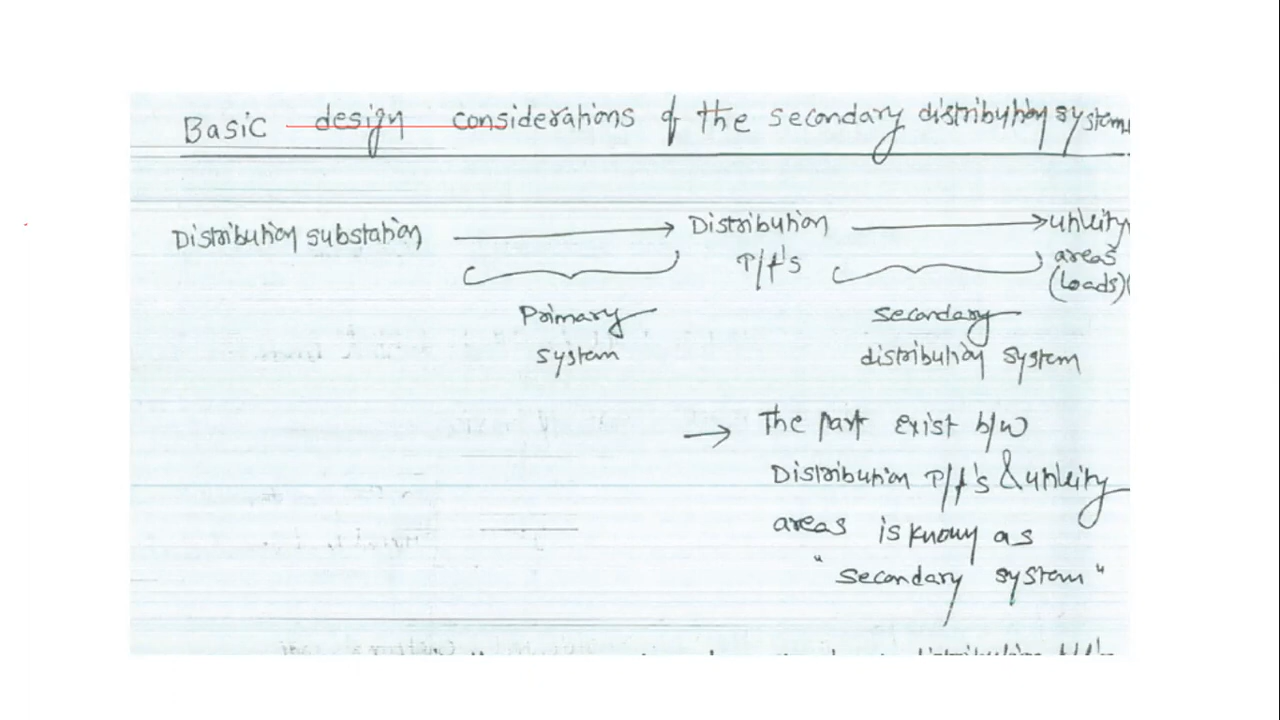 Basic design considerations of the secondary distribution system
Distribution substation → Distribution → utility
T/f's areas
(loads)
Primary secondary
system distribution system
→ The part exist b/w
Distribution T/f's & utility
areas is known as
"secondary system"